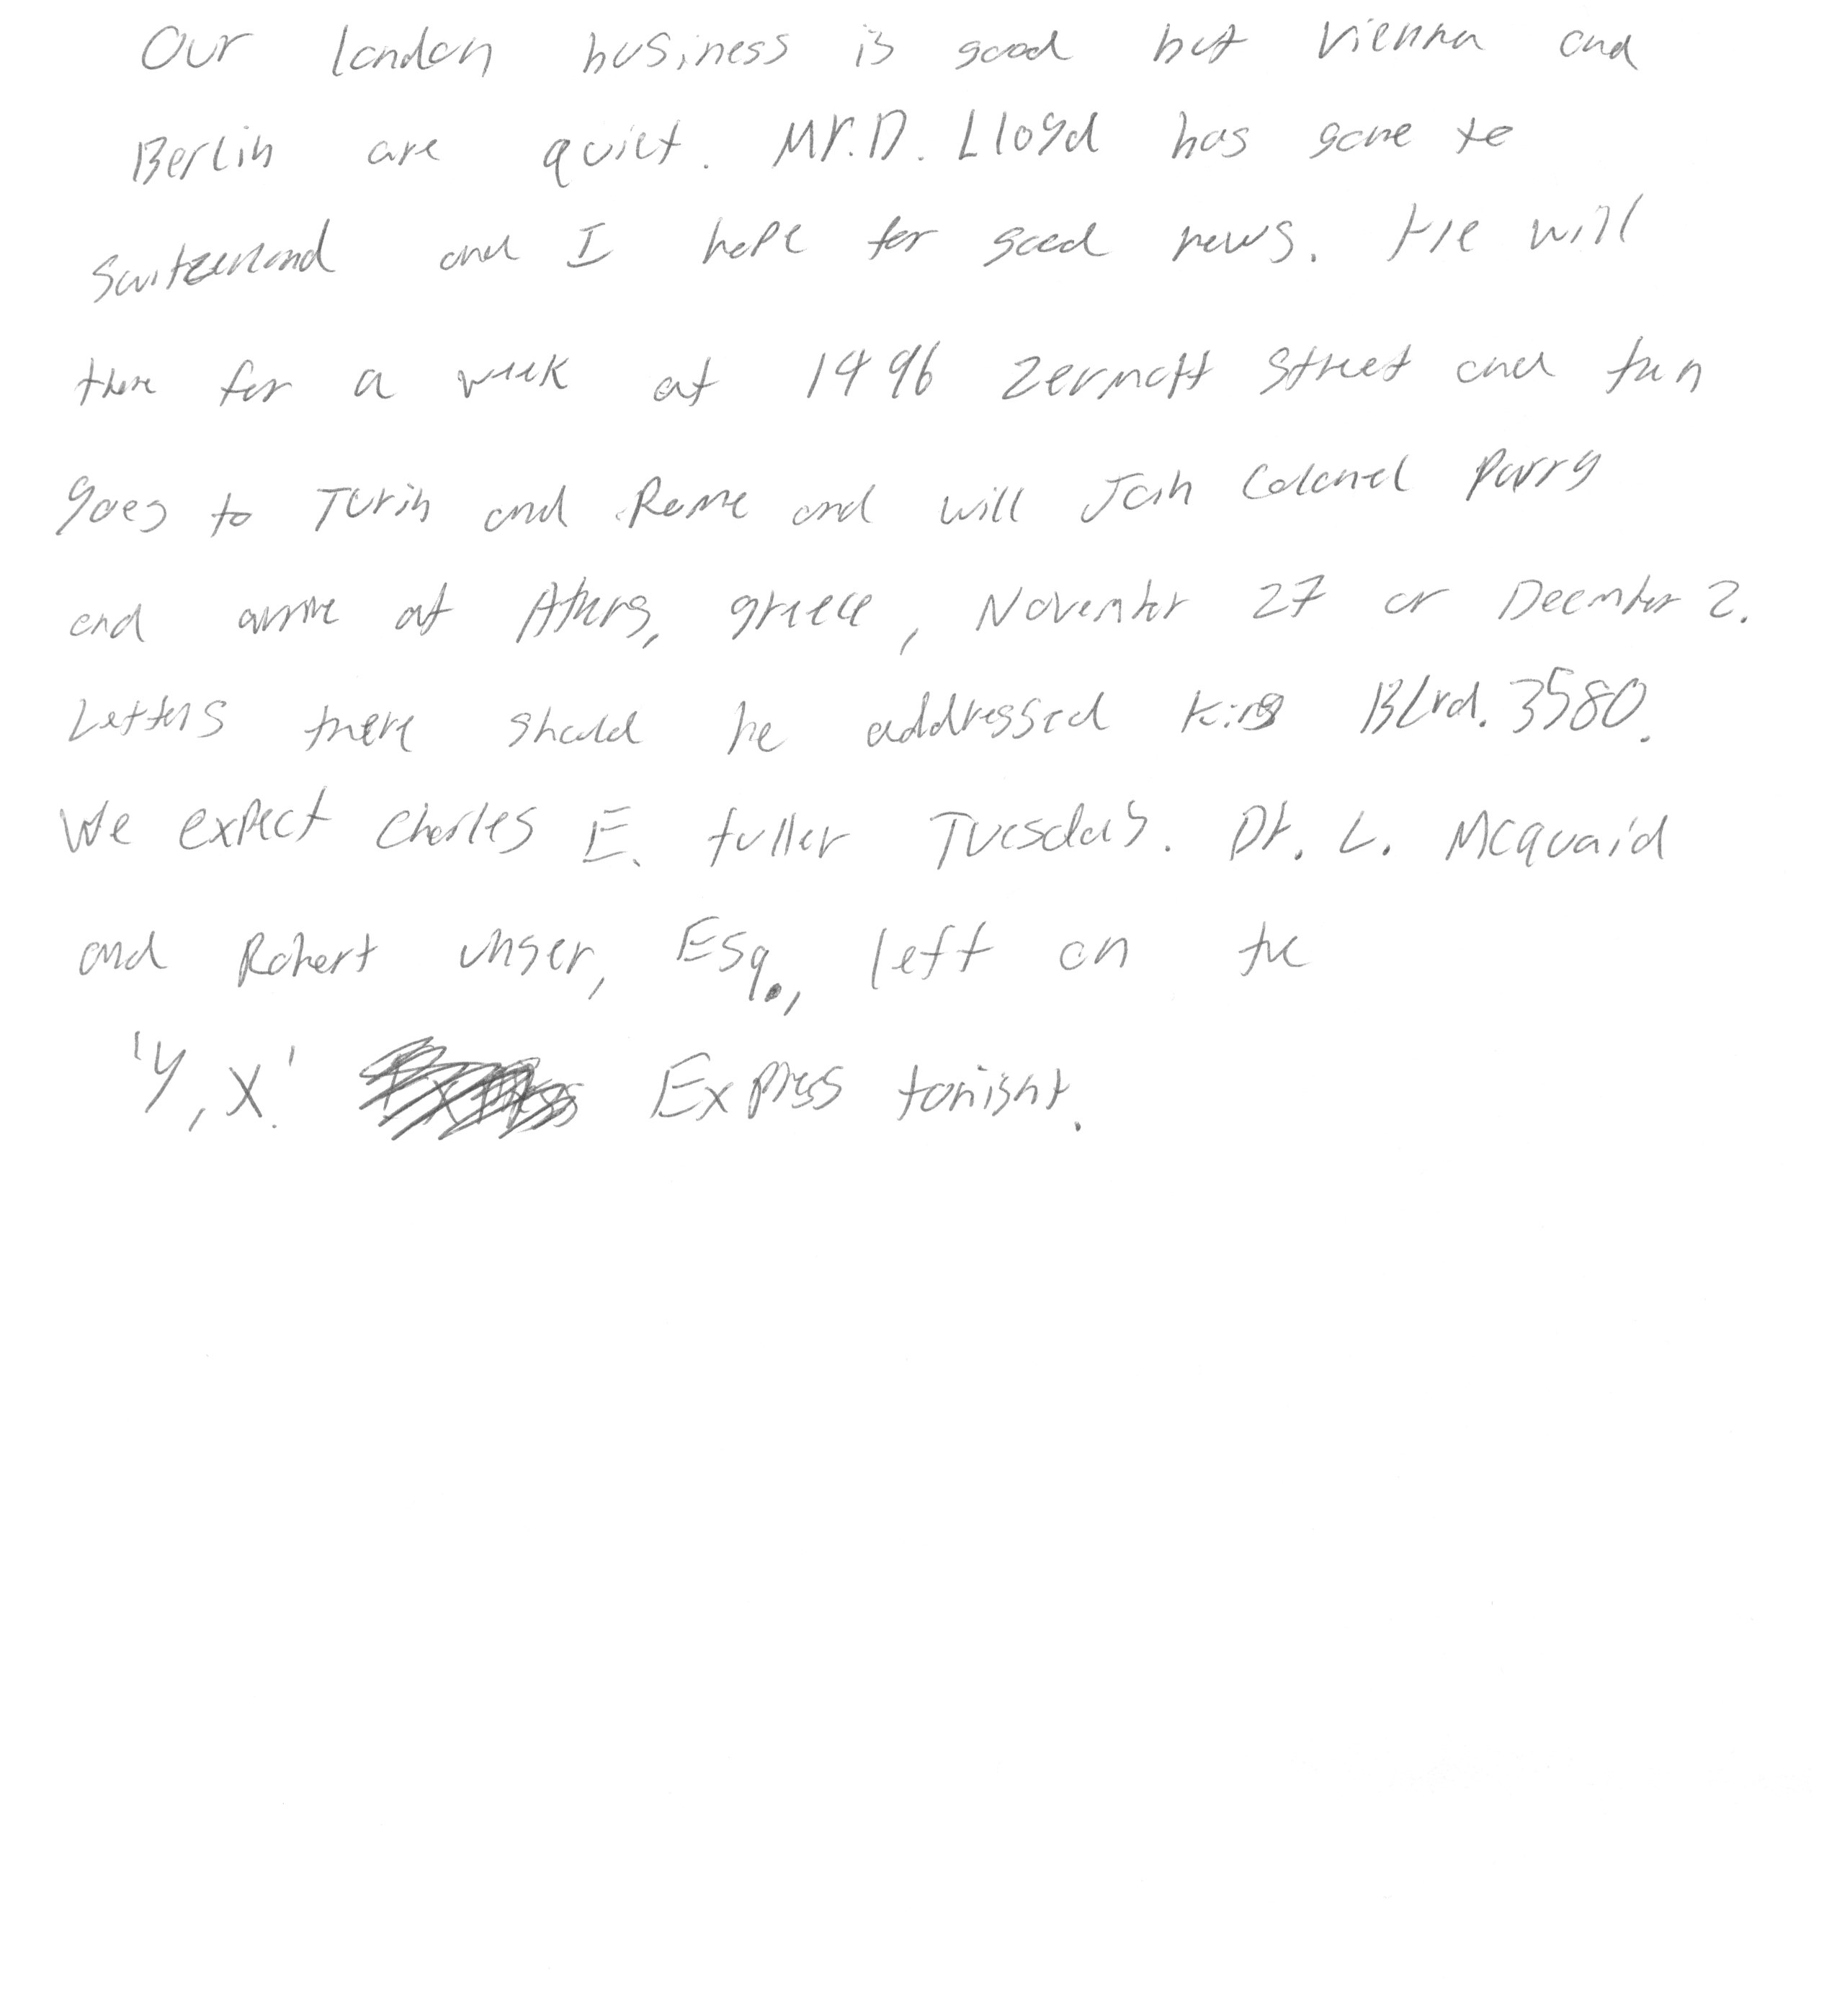 Our london business is good but Vienna and
Berlin are quiet. Mr. D. Lloyd has gone to
Switzerland and I hope for good news. He will
there for a week at 1496 Zermott Street and then
goes to Turin and Rome and will Join Colonel Parry
and arrive at Athens, greece, November 27 or December 2.
Letters there should be addressed King Blvd. 3580.
We expect Charles E. fuller Tuesday. Dr. L. McQuaid
and Robert Unger, Esq., left on the
'Y, X.' Express tonight.